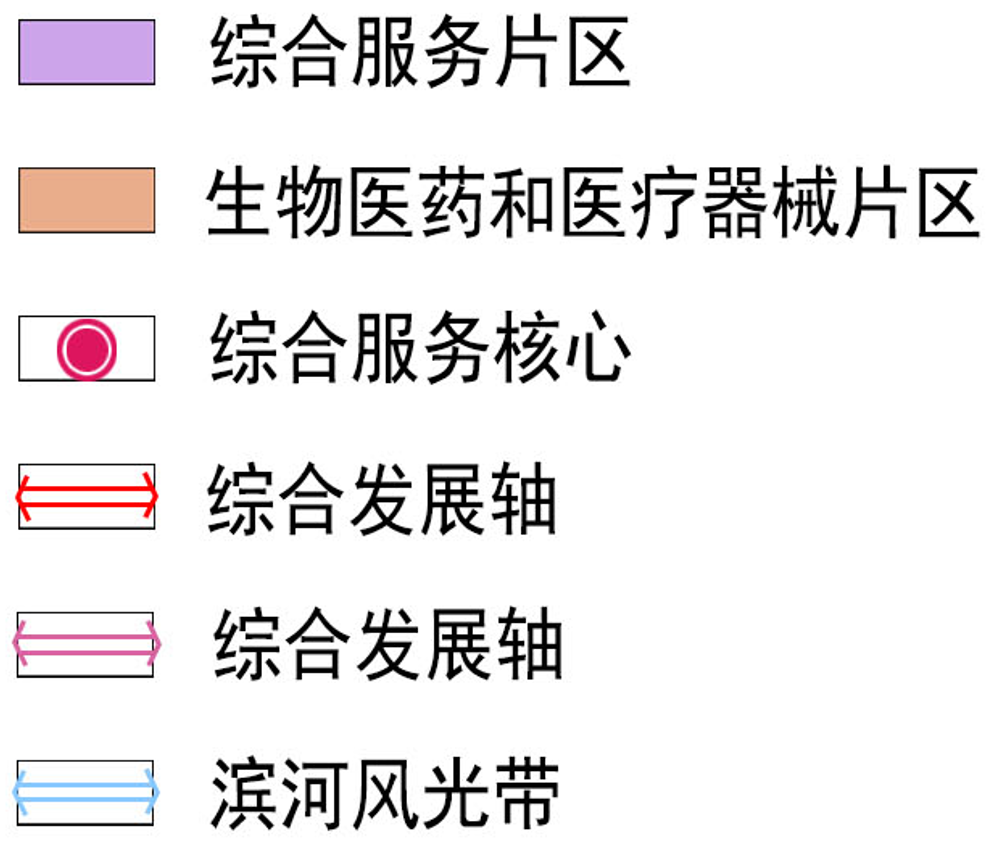 综合服务片区
生物医药和医疗器械片区
综合服务核心
综合发展轴
综合发展轴
滨河风光带